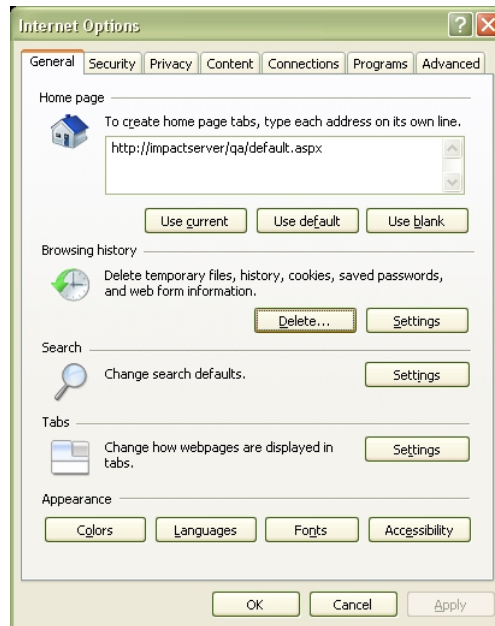 Internet Options
General Security Privacy Content Connections Programs Advanced
Home page
To create home page tabs, type each address on its own line.
http://impactserver/qa/default.aspx
Use current Use default Use blank
Browsing history
Delete temporary files, history, cookies, saved passwords,
and web form information.
Delete... Settings
Search
Change search defaults. Settings
Tabs
Change how webpages are displayed in
tabs.
Settings
Appearance
Colors Languages Fonts Accessibility
OK Cancel Apply